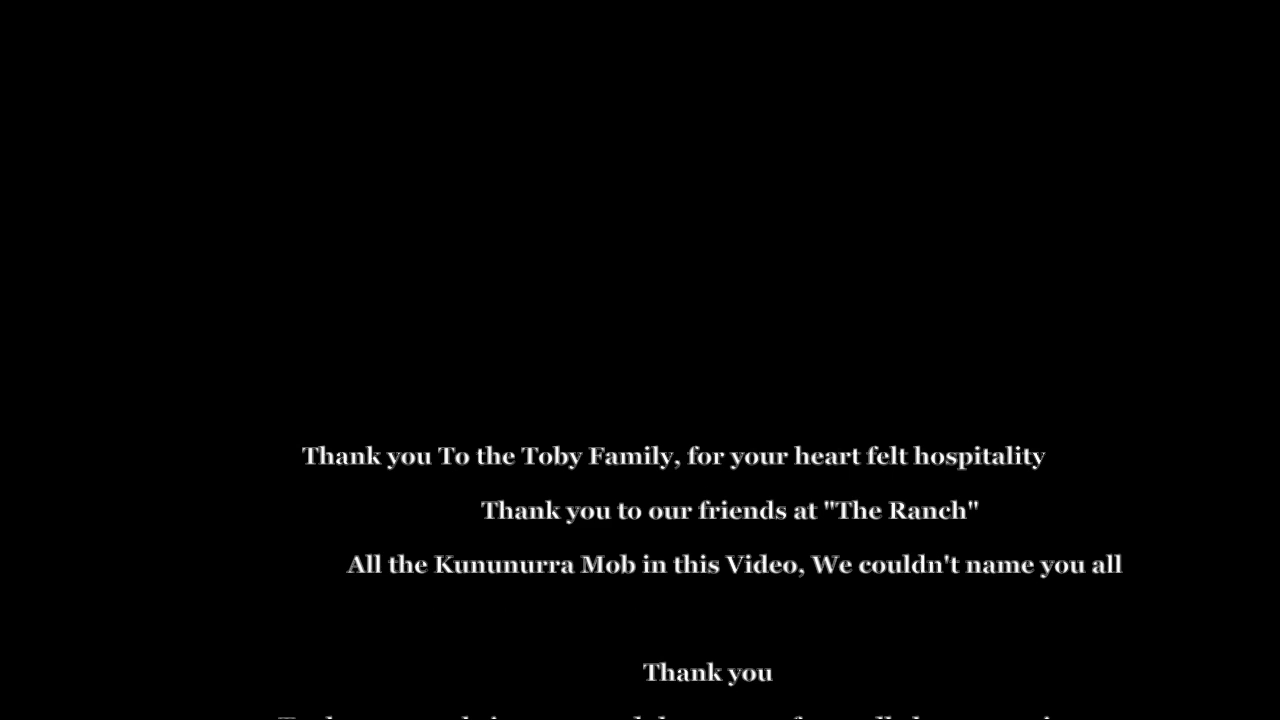 Thank you To the Toby Family, for your heart felt hospitality
Thank you to our friends at "The Ranch"
All the Kununurra Mob in this Video, We couldn't name you all
Thank you